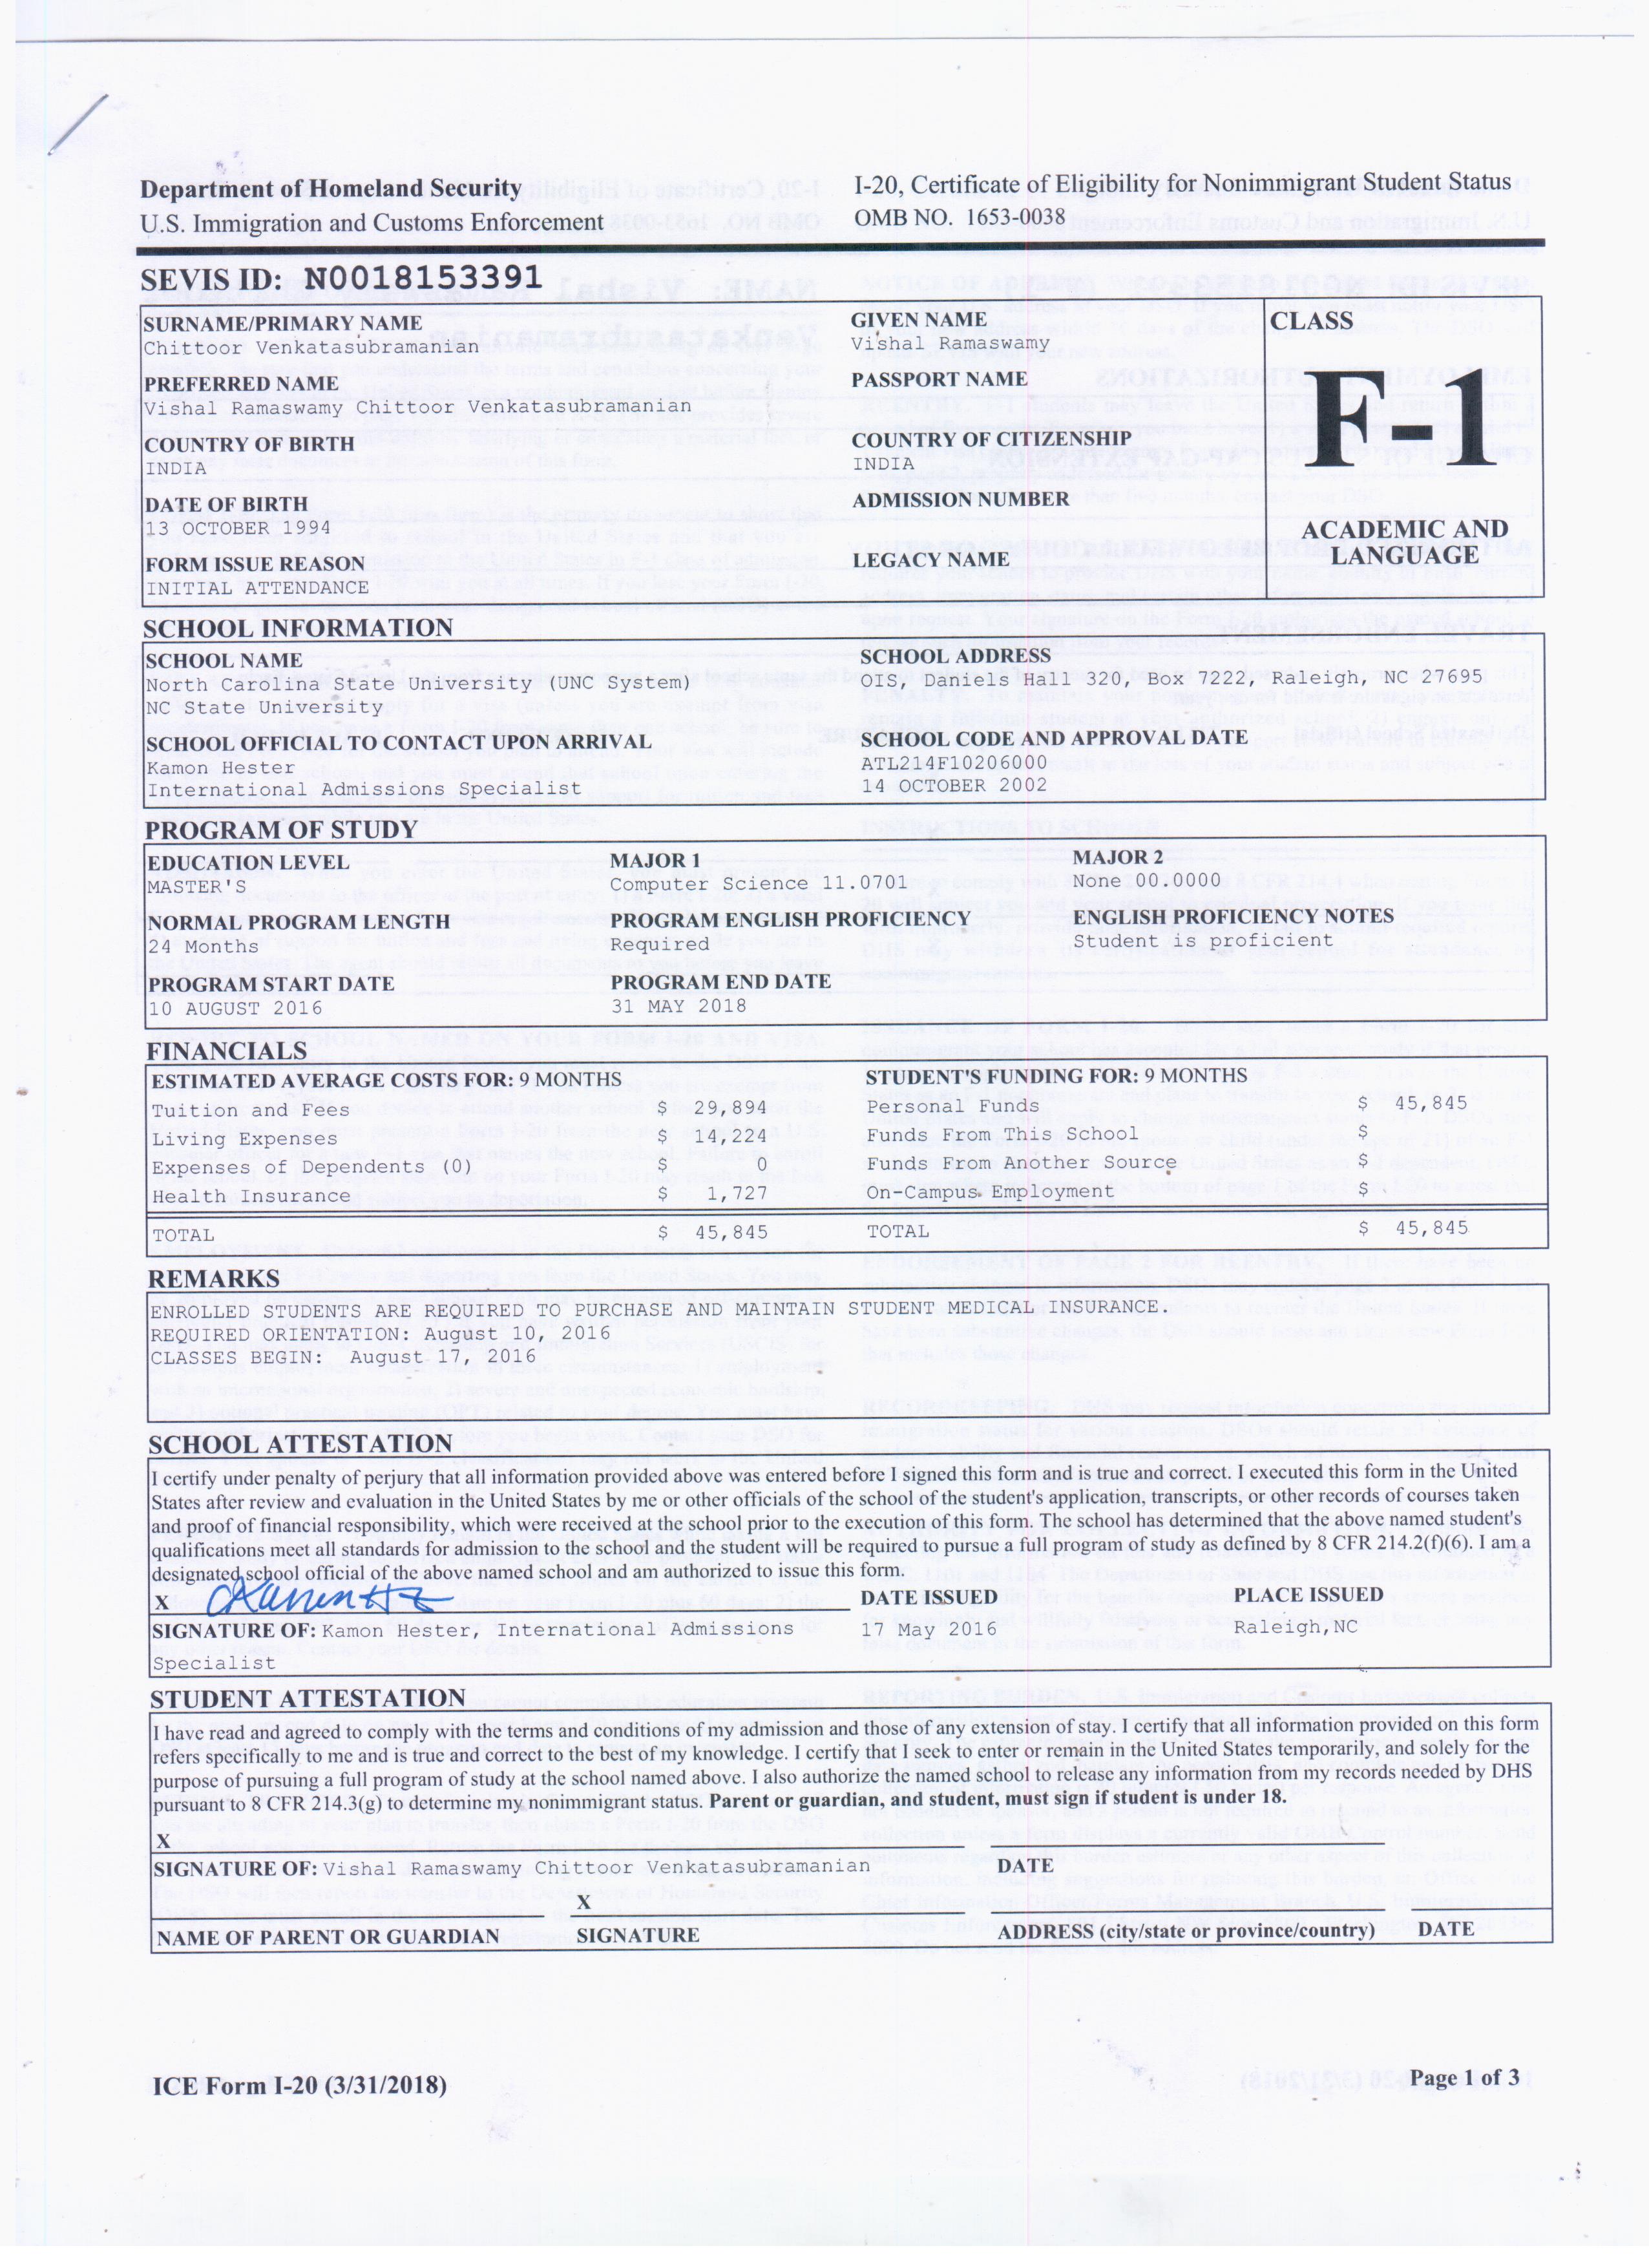 Department of Homeland Security
U.S. Immigration and Customs Enforcement
I-20, Certificate of Eligibility for Nonimmigrant Student Status
OMB NO. 1653-0038
SEVIS ID: N0018153391
SURNAME/PRIMARY NAME
Chittoor Venkatasubramanian
GIVEN NAME
Vishal Ramaswamy
CLASS
PREFERRED NAME
Vishal Ramaswamy Chittoor Venkatasubramanian
PASSPORT NAME
F-1
COUNTRY OF BIRTH
INDIA
COUNTRY OF CITIZENSHIP
INDIA
DATE OF BIRTH
13 OCTOBER 1994
ADMISSION NUMBER
ACADEMIC AND
LANGUAGE
FORM ISSUE REASON
INITIAL ATTENDANCE
LEGACY NAME
SCHOOL INFORMATION
SCHOOL NAME
North Carolina State University (UNC System)
NC State University
SCHOOL ADDRESS
OIS, Daniels Hall 320, Box 7222, Raleigh, NC 27695
SCHOOL OFFICIAL TO CONTACT UPON ARRIVAL
Kamon Hester
International Admissions Specialist
SCHOOL CODE AND APPROVAL DATE
ATL214F10206000
14 OCTOBER 2002
PROGRAM OF STUDY
EDUCATION LEVEL
MASTER'S
MAJOR 1
Computer Science 11.0701
MAJOR 2
None 00.0000
NORMAL PROGRAM LENGTH
24 Months
PROGRAM ENGLISH PROFICIENCY
Required
ENGLISH PROFICIENCY NOTES
Student is proficient
PROGRAM START DATE
10 AUGUST 2016
PROGRAM END DATE
31 MAY 2018
FINANCIALS
ESTIMATED AVERAGE COSTS FOR: 9 MONTHS
Tuition and Fees $ 29,894
Living Expenses $ 14,224
Expenses of Dependents (0) $ 0
Health Insurance $ 1,727
TOTAL $ 45,845
STUDENT'S FUNDING FOR: 9 MONTHS
Personal Funds $ 45,845
Funds From This School $
Funds From Another Source $
On-Campus Employment $
TOTAL $ 45,845
REMARKS
ENROLLED STUDENTS ARE REQUIRED TO PURCHASE AND MAINTAIN STUDENT MEDICAL INSURANCE.
REQUIRED ORIENTATION: August 10, 2016
CLASSES BEGIN: August 17, 2016
SCHOOL ATTESTATION
I certify under penalty of perjury that all information provided above was entered before I signed this form and is true and correct. I executed this form in the United
States after review and evaluation in the United States by me or other officials of the school of the student's application, transcripts, or other records of courses taken
and proof of financial responsibility, which were received at the school prior to the execution of this form. The school has determined that the above named student's
qualifications meet all standards for admission to the school and the student will be required to pursue a full program of study as defined by 8 CFR 214.2(f)(6). I am a
designated school official of the above named school and am authorized to issue this form.
X
SIGNATURE OF: Kamon Hester, International Admissions
Specialist
DATE ISSUED
17 May 2016
PLACE ISSUED
Raleigh,NC
STUDENT ATTESTATION
I have read and agreed to comply with the terms and conditions of my admission and those of any extension of stay. I certify that all information provided on this form
refers specifically to me and is true and correct to the best of my knowledge. I certify that I seek to enter or remain in the United States temporarily, and solely for the
purpose of pursuing a full program of study at the school named above. I also authorize the named school to release any information from my records needed by DHS
pursuant to 8 CFR 214.3(g) to determine my nonimmigrant status. Parent or guardian, and student, must sign if student is under 18.
X
SIGNATURE OF: Vishal Ramaswamy Chittoor Venkatasubramanian DATE
X
NAME OF PARENT OR GUARDIAN SIGNATURE ADDRESS (city/state or province/country) DATE
ICE Form I-20 (3/31/2018)
Page 1 of 3